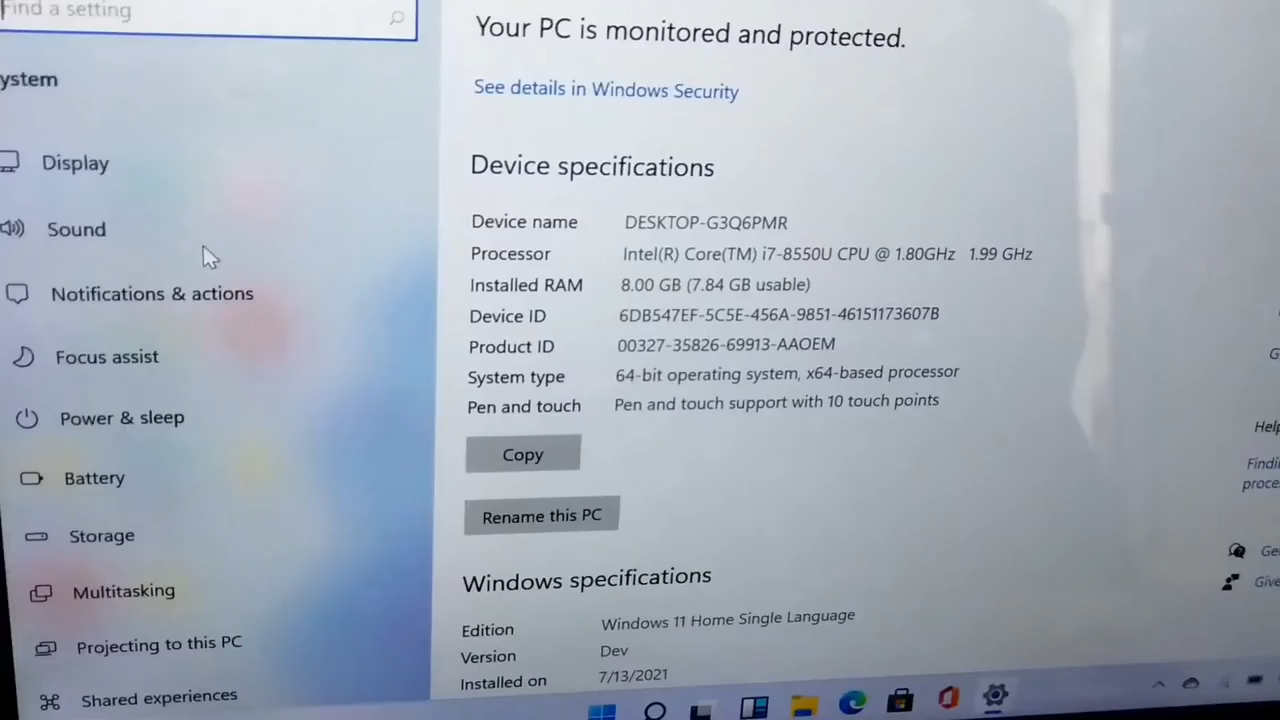 Find a setting
ystem
Display
Sound
Notifications & actions
Focus assist
Power & sleep
Battery
Storage
Multitasking
Projecting to this PC
Shared experiences
Your PC is monitored and protected.
See details in Windows Security
Device specifications
Device name DESKTOP-G3Q6PMR
Processor Intel(R) Core(TM) i7-8550U CPU @ 1.80GHz 1.99 GHz
Installed RAM 8.00 GB (7.84 GB usable)
Device ID 6DB547EF-5C5E-456A-9851-46151173607B
Product ID 00327-35826-69913-AAOEM
System type 64-bit operating system, x64-based processor
Pen and touch Pen and touch support with 10 touch points
Copy
Rename this PC
Windows specifications
Edition Windows 11 Home Single Language
Version Dev
Installed on 7/13/2021
G
Help
Findi
proce
Ge
Give